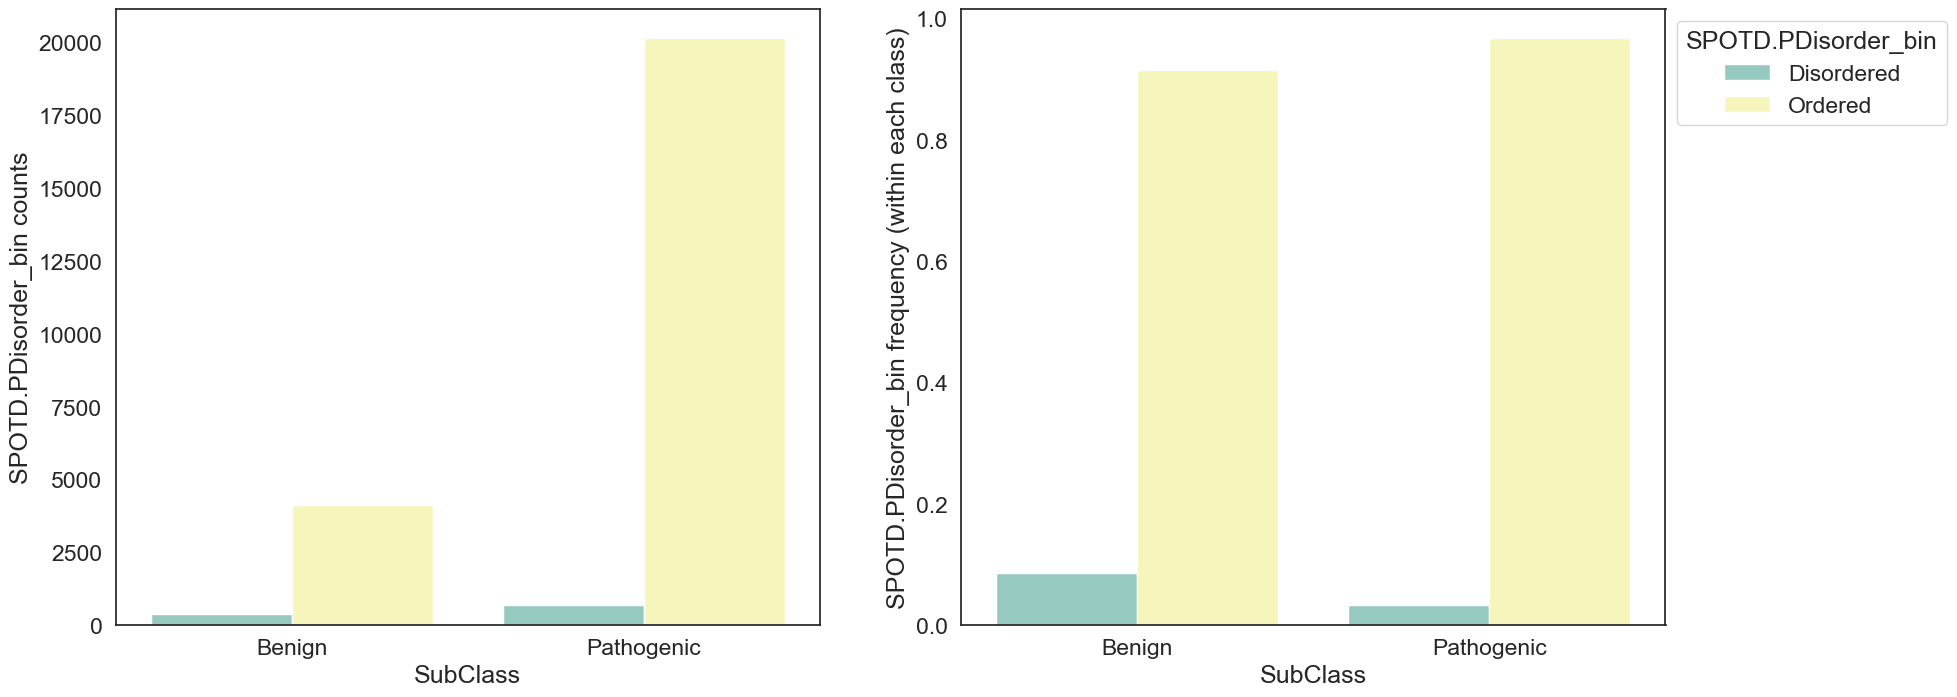 SPOTD.PDisorder_bin counts
20000
17500
15000
12500
10000
7500
5000
2500
0
Benign
Pathogenic
SubClass
SPOTD.PDisorder_bin frequency (within each class)
1.0
0.8
0.6
0.4
0.2
0.0
Benign
Pathogenic
SubClass
SPOTD.PDisorder_bin
Disordered
Ordered